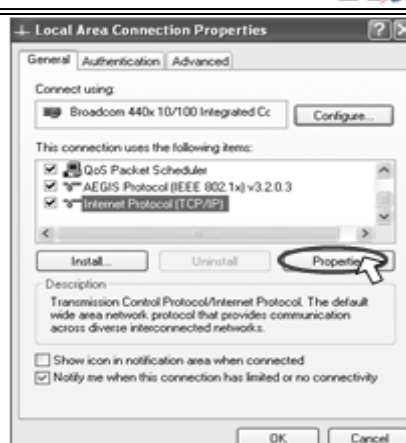 Local Area Connection Properties
General Authentication Advanced
Connect using:
Broadcom 440x 10/100 Integrated Cc
Configure...
This connection uses the following items:
QoS Packet Scheduler
AEGIS Protocol (IEEE 802.1x) v3.2.0.3
Internet Protocol (TCP/IP)
Install... Uninstall Propertie
Description
Transmission Control Protocol/Internet Protocol. The default
wide area network protocol that provides communication
across diverse interconnected networks.
Show icon in notification area when connected
Notify me when this connection has limited or no connectivity
OK Cancel